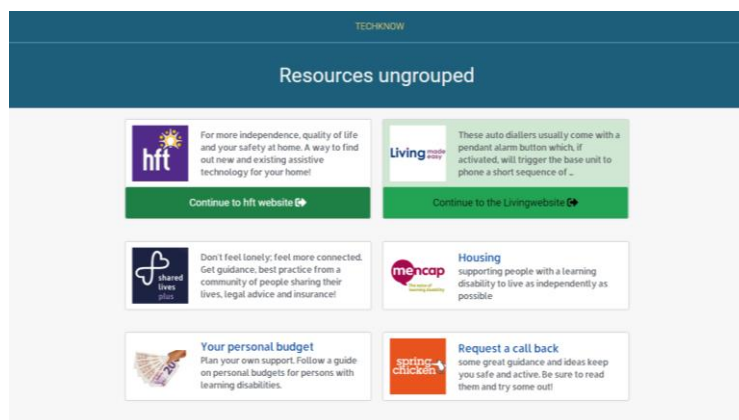 TECHKNOW
Resources ungrouped
hft
For more independence, quality of life
and your safety at home. A way to find
out new and existing assistive
technology for your home!
Continue to hft website
Living made easy
These auto diallers usually come with a
pendant alarm button which, if
activated, will trigger the base unit to
phone a short sequence of ...
Continue to the Livingwebsite
shared
lives
plus
Don't feel lonely; feel more connected.
Get guidance, best practice from a
community of people sharing their
lives, legal advice and insurance!
mencap
The voice of
learning disability
Housing
supporting people with a learning
disability to live as independently as
possible
20
Your personal budget
Plan your own support. Follow a guide
on personal budgets for persons with
learning disabilities.
spring
chicken
Request a call back
some great guidance and ideas keep
you safe and active. Be sure to read
them and try some out!